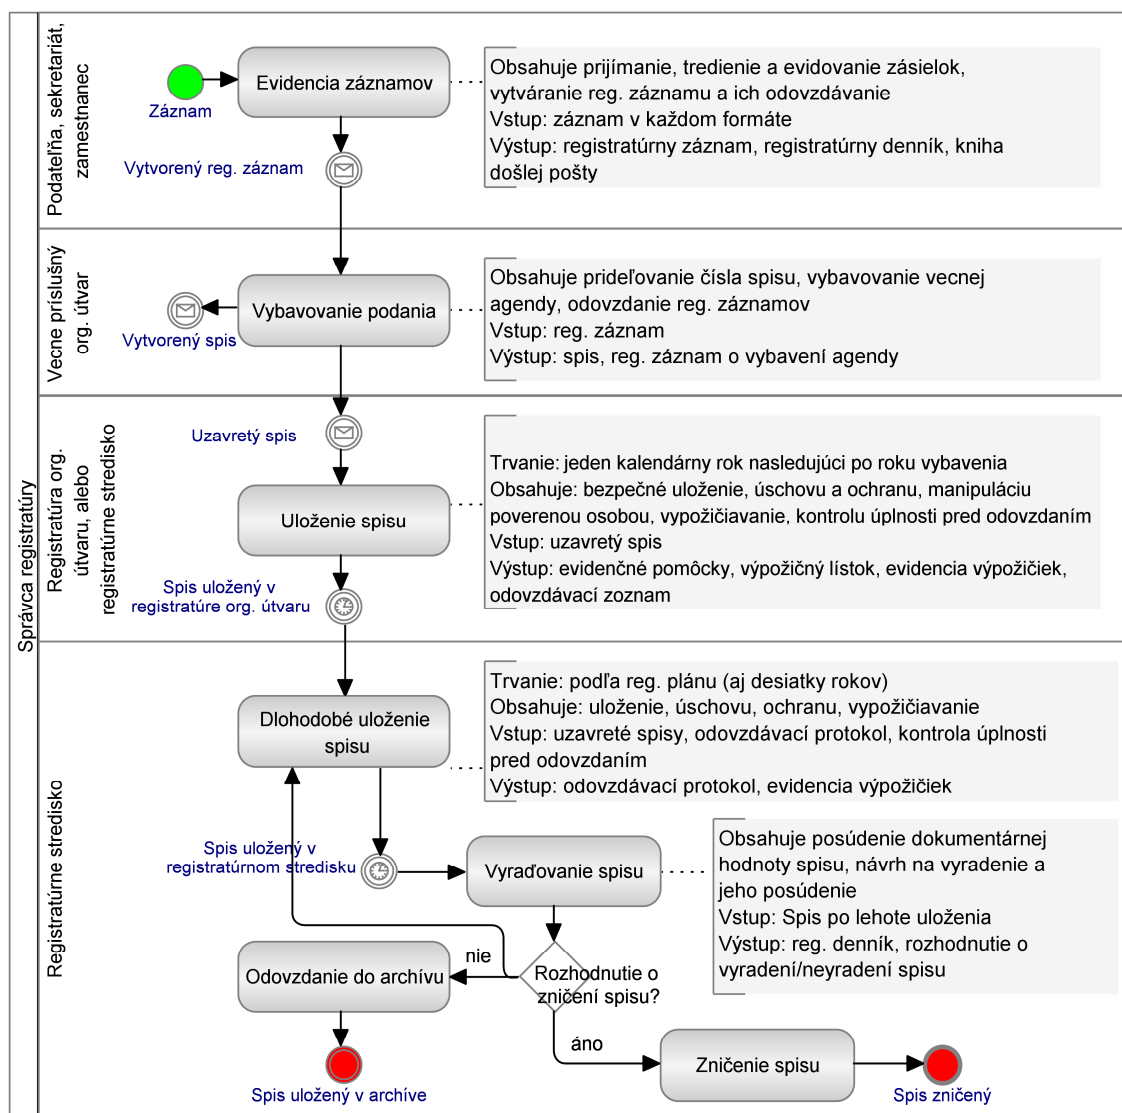 Správca registratúry
Podateľňa, sekretariát,
zamestnanec
Záznam
Evidencia záznamov
Vytvorený reg. záznam
Obsahuje prijímanie, tredienie a evidovanie zásielok,
vytváranie reg. záznamu a ich odovzdávanie
Vstup: záznam v každom formáte
Výstup: registratúrny záznam, registratúrny denník, kniha
došlej pošty
Vecne príslušný
org. útvar
Vybavovanie podania
Vytvorený spis
Obsahuje prideľovanie čísla spisu, vybavovanie vecnej
agendy, odovzdanie reg. záznamov
Vstup: reg. záznam
Výstup: spis, reg. záznam o vybavení agendy
Registratúra org.
útvaru, alebo
registratúrne stredisko
Uzavretý spis
Uloženie spisu
Spis uložený v
registratúre org. útvaru
Trvanie: jeden kalendárny rok nasledujúci po roku vybavenia
Obsahuje: bezpečné uloženie, úschovu a ochranu, manipuláciu
poverenou osobou, vypožičiavanie, kontrolu úplnosti pred odovzdaním
Vstup: uzavretý spis
Výstup: evidenčné pomôcky, výpožičný lístok, evidencia výpožičiek,
odovzdávací zoznam
Registratúrne stredisko
Dlohodobé uloženie
spisu
Trvanie: podľa reg. plánu (aj desiatky rokov)
Obsahuje: uloženie, úschovu, ochranu, vypožičiavanie
Vstup: uzavreté spisy, odovzdávací protokol, kontrola úplnosti
pred odovzdaním
Výstup: odovzdávací protokol, evidencia výpožičiek
Spis uložený v
registratúrnom stredisku
Vyraďovanie spisu
Obsahuje posúdenie dokumentárnej
hodnoty spisu, návrh na vyradenie a
jeho posúdenie
Vstup: Spis po lehote uloženia
Výstup: reg. denník, rozhodnutie o
vyradení/neyradení spisu
Odovzdanie do archívu
nie
Rozhodnutie o
zničení spisu?
áno
Zničenie spisu
Spis uložený v archíve
Spis zničený